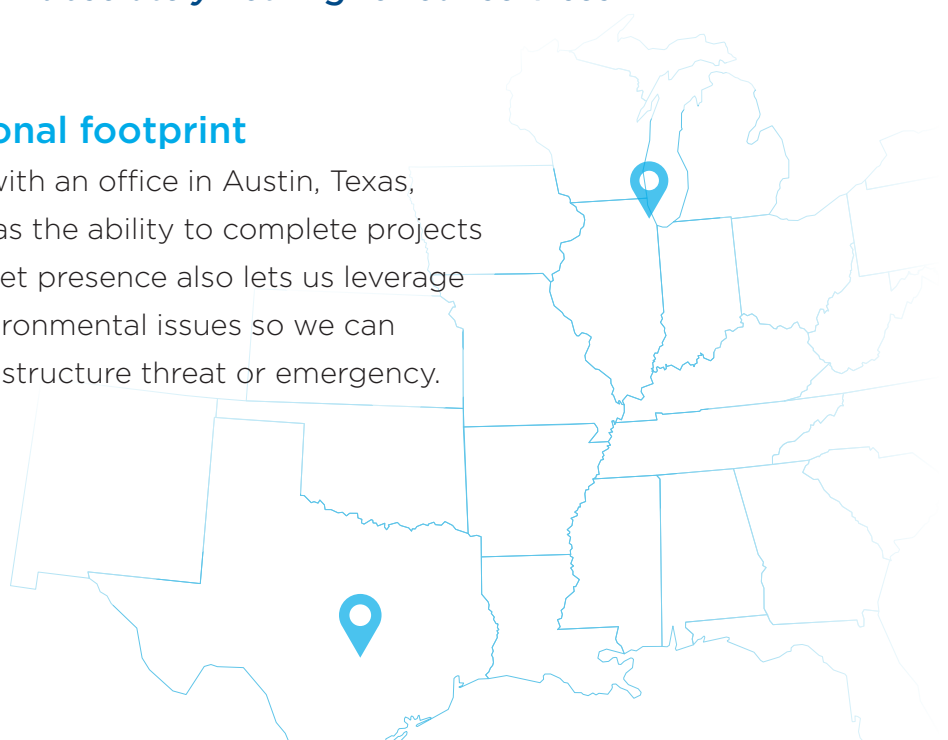 onal footprint
with an office in Austin, Texas,
as the ability to complete projects
et presence also lets us leverage
ronmental issues so we can
structure threat or emergency.